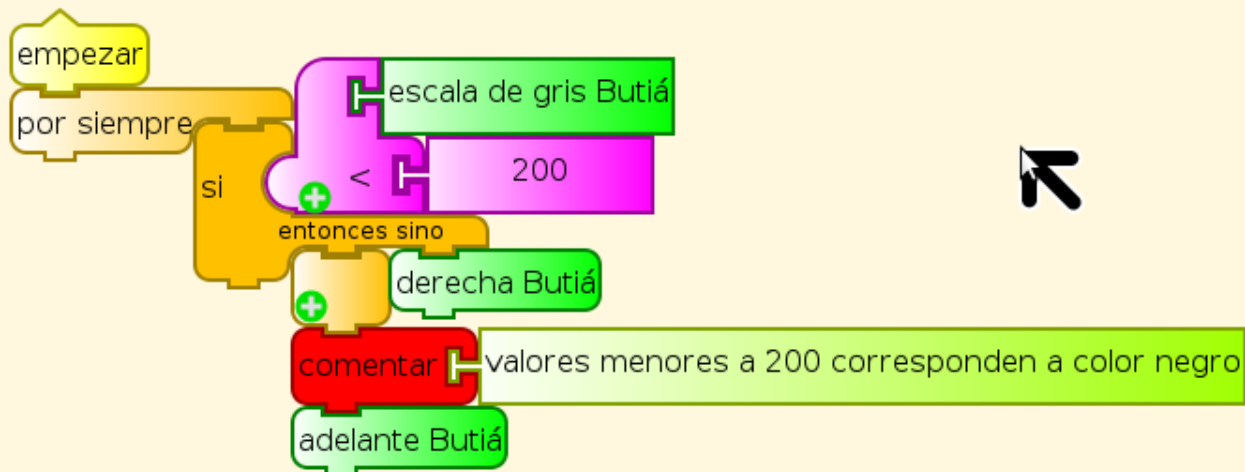 empezar
por siempre
escala de gris Butiá
si
<
200
entonces sino
derecha Butiá
comentar
valores menores a 200 corresponden a color negro
adelante Butiá